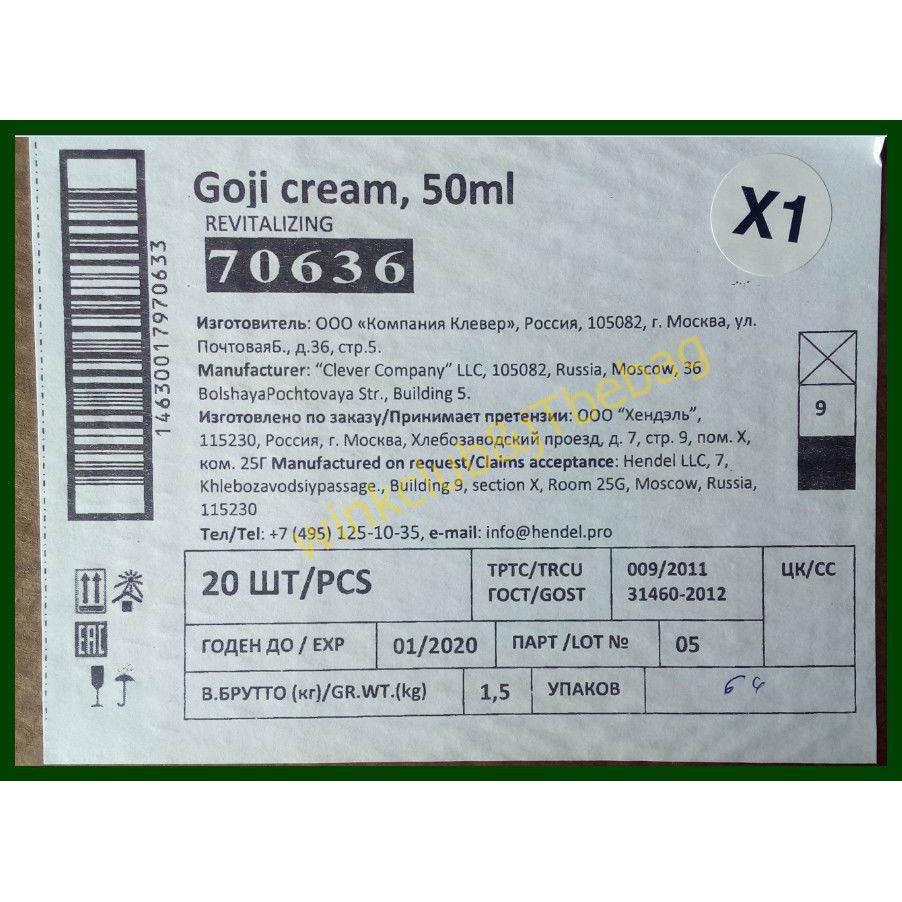 Goji cream, 50ml
X1
REVITALIZING
70636
14630017970633
Изготовитель: ООО «Компания Клевер», Россия, 105082, г. Москва, ул.
ПочтоваяБ., д.36, стр.5.
Manufacturer: “Clever Company” LLC, 105082, Russia, Moscow, 36
BolshayaPochtovaya Str., Building 5.
Изготовлено по заказу/Принимает претензии: ООО “Хендэль”,
115230, Россия, г. Москва, Хлебозаводский проезд, д. 7, стр. 9, пом. X,
ком. 25Г Manufactured on request/Claims acceptance: Hendel LLC, 7,
Khlebozavodsiypassage., Building 9, section X, Room 25G, Moscow, Russia,
115230
Тел/Tel: +7 (495) 125-10-35, e-mail: info@hendel.pro
9
20 ШТ/PCS
ТРТС/TRCU 009/2011
ГОСТ/GOST 31460-2012
ЦК/CC
ГОДЕН ДО / EXP 01/2020 ПАРТ /LOT № 05
В.БРУТТО (кг)/GR.WT.(kg) 1,5 УПАКОВ
EAC